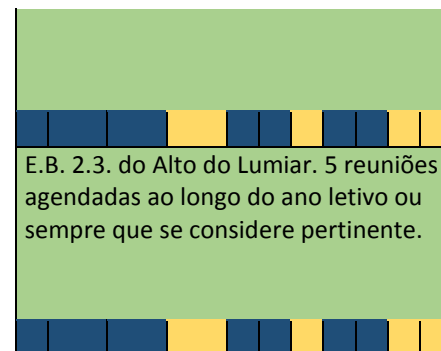 E.B. 2.3. do Alto do Lumiar. 5 reuniões
agendadas ao longo do ano letivo ou
sempre que se considere pertinente.